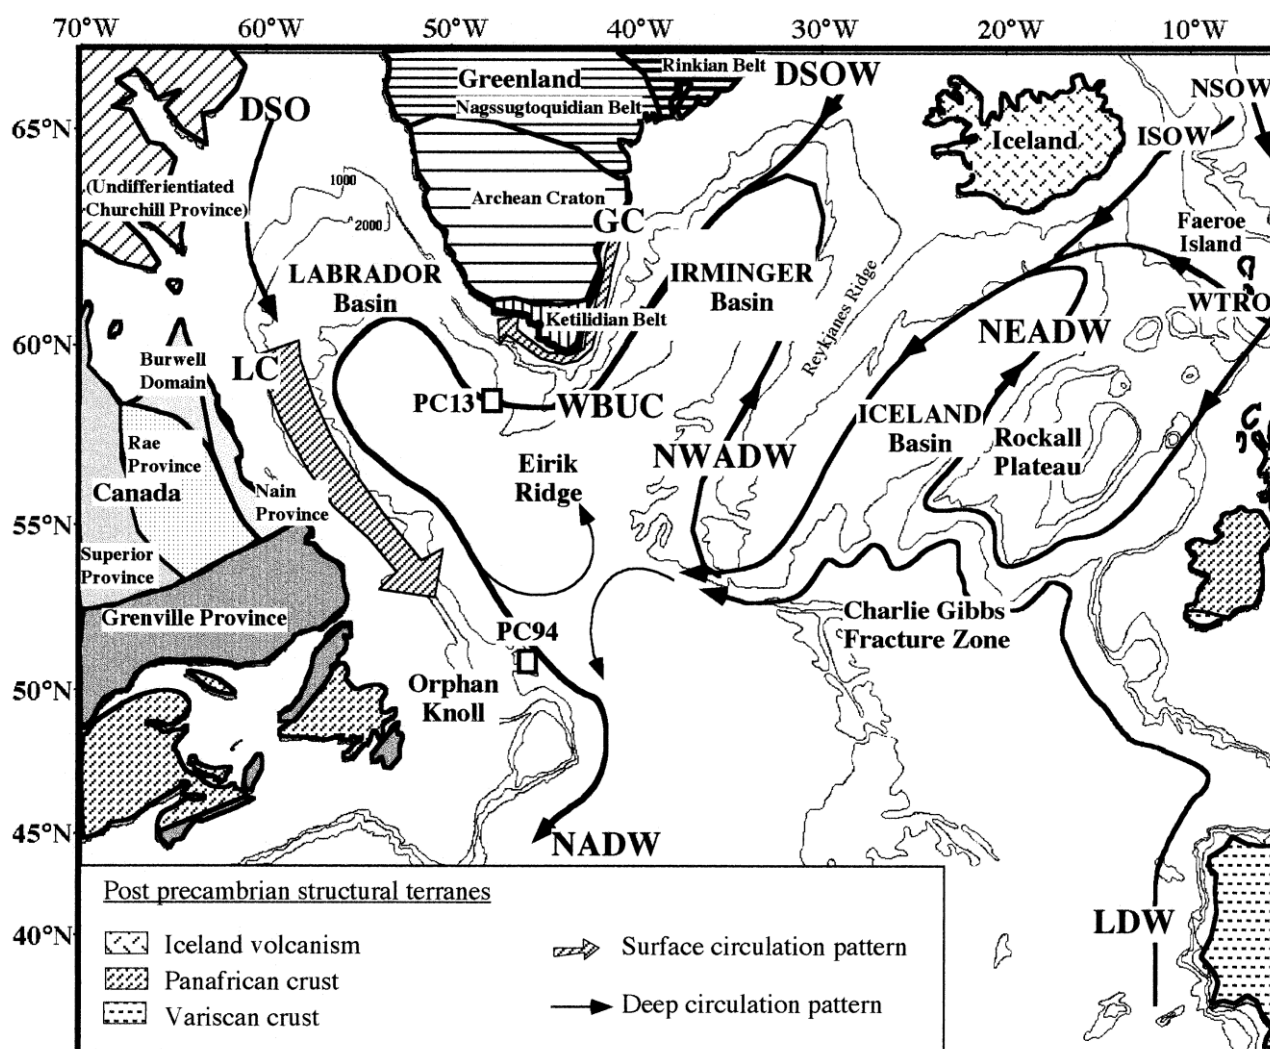 70°W 60°W 50°W 40°W 30°W 20°W 10°W
Rinkian Belt
Greenland
DSOW
NSOW
Nagssugtoquidian Belt
DSO
65°N
Iceland
ISOW
1000
(Undifferientiated
Churchill Province)
Archean Craton
2000
GC
Faeroe
Island
LABRADOR
Basin
IRMINGER
Basin
Reykjanes Ridge
WTRO
Ketilidian Belt
NEADW
60°N
Burwell
Domain
LC
PC13
WBUC
ICELAND
Basin
Rockall
Plateau
Rae
Province
NWADW
Eirik
Ridge
Canada
Nain
Province
55°N
Superior
Province
Grenville Province
Charlie Gibbs
Fracture Zone
PC94
50°N
Orphan
Knoll
45°N
NADW
Post precambrian structural terranes
LDW
40°N
Iceland volcanism
Surface circulation pattern
Panafrican crust
Deep circulation pattern
Variscan crust